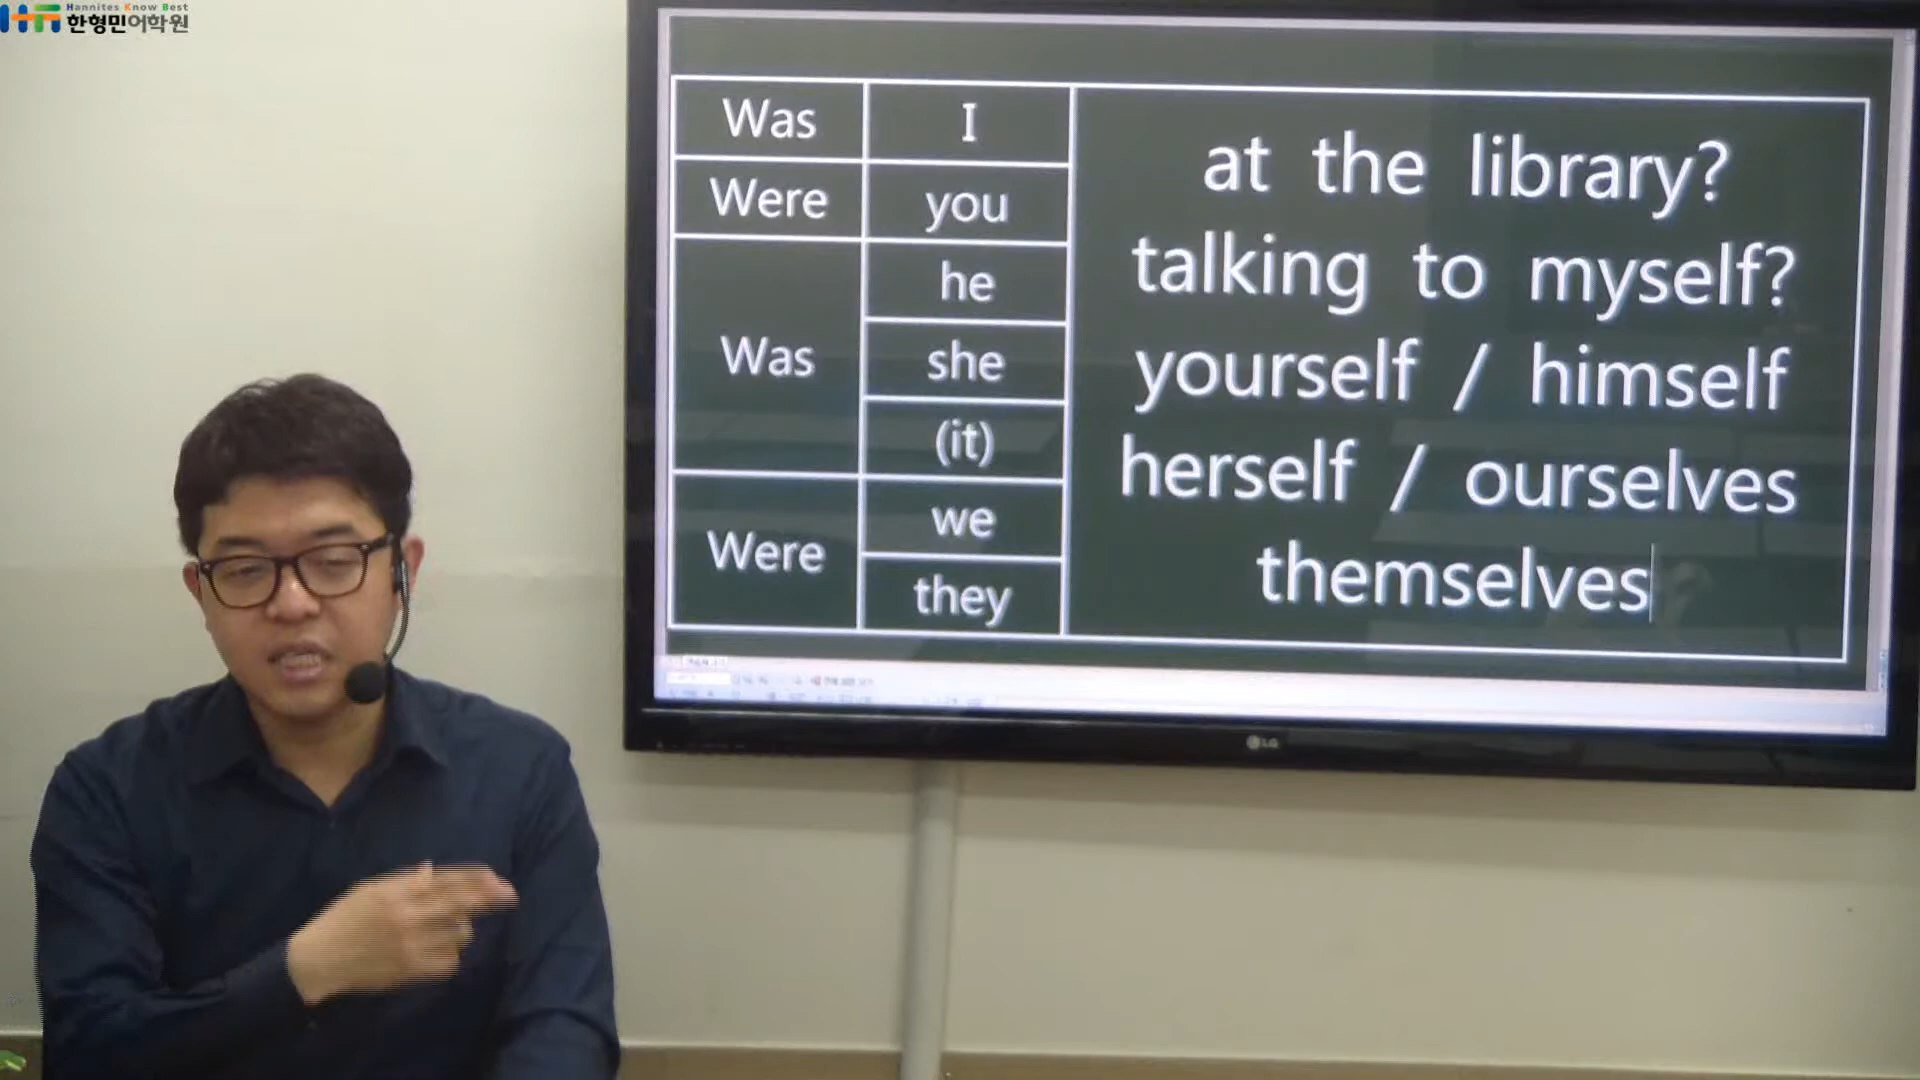 Hannites Know Best
한형민어학원
Was I
Were you
he
Was she
(it)
we
Were they
at the library?
talking to myself?
yourself / himself
herself / ourselves
themselves
LG